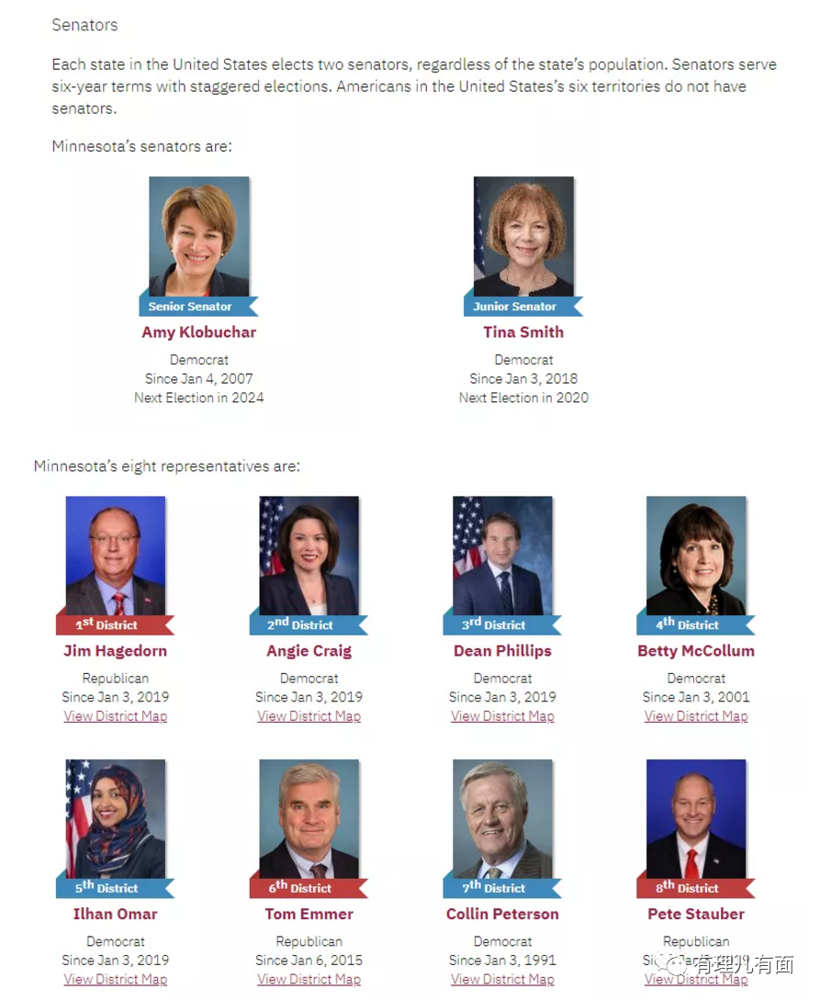 Senators
Each state in the United States elects two senators, regardless of the state's population. Senators serve
six-year terms with staggered elections. Americans in the United States's six territories do not have
senators.
Minnesota's senators are:
Senior Senator
Junior Senator
Amy Klobuchar
Tina Smith
Democrat
Democrat
Since Jan 4, 2007
Since Jan 3, 2018
Next Election in 2024
Next Election in 2020
Minnesota's eight representatives are:
1st District
2nd District
3rd District
4th District
Jim Hagedorn
Angie Craig
Dean Phillips
Betty McCollum
Republican
Democrat
Democrat
Democrat
Since Jan 3, 2019
Since Jan 3, 2019
Since Jan 3, 2019
Since Jan 3, 2001
View District Map
View District Map
View District Map
View District Map
5th District
6th District
7th District
8th District
Ilhan Omar
Tom Emmer
Collin Peterson
Pete Stauber
Democrat
Republican
Democrat
Republican
Since Jan 3, 2019
Since Jan 6, 2015
Since Jan 3, 1991
有理儿有面
View District Map
View District Map
View District Map
View District Map